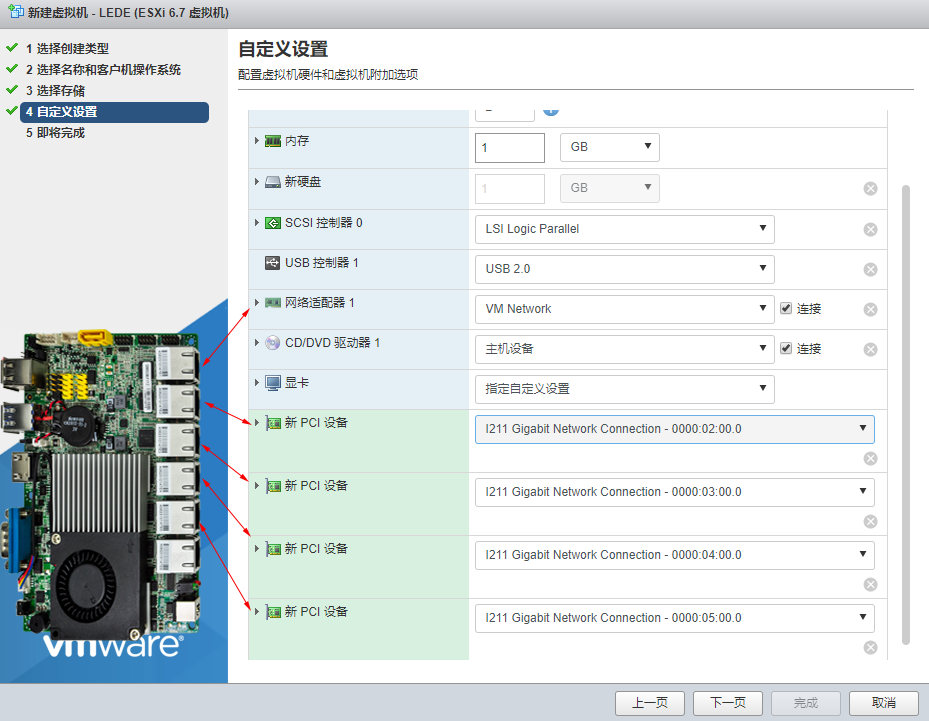 新建虚拟机 - LEDE (ESXi 6.7 虚拟机)
1 选择创建类型
2 选择名称和客户机操作系统
3 选择存储
4 自定义设置
5 即将完成
自定义设置
配置虚拟机硬件和虚拟机附加选项
内存 1 GB
新硬盘 1 GB
SCSI 控制器 0 LSI Logic Parallel
USB 控制器 1 USB 2.0
网络适配器 1 VM Network 连接
CD/DVD 驱动器 1 主机设备 连接
显卡 指定自定义设置
新 PCI 设备 I211 Gigabit Network Connection - 0000:02:00.0
新 PCI 设备 I211 Gigabit Network Connection - 0000:03:00.0
新 PCI 设备 I211 Gigabit Network Connection - 0000:04:00.0
新 PCI 设备 I211 Gigabit Network Connection - 0000:05:00.0
vmware®
上一页 下一页 完成 取消